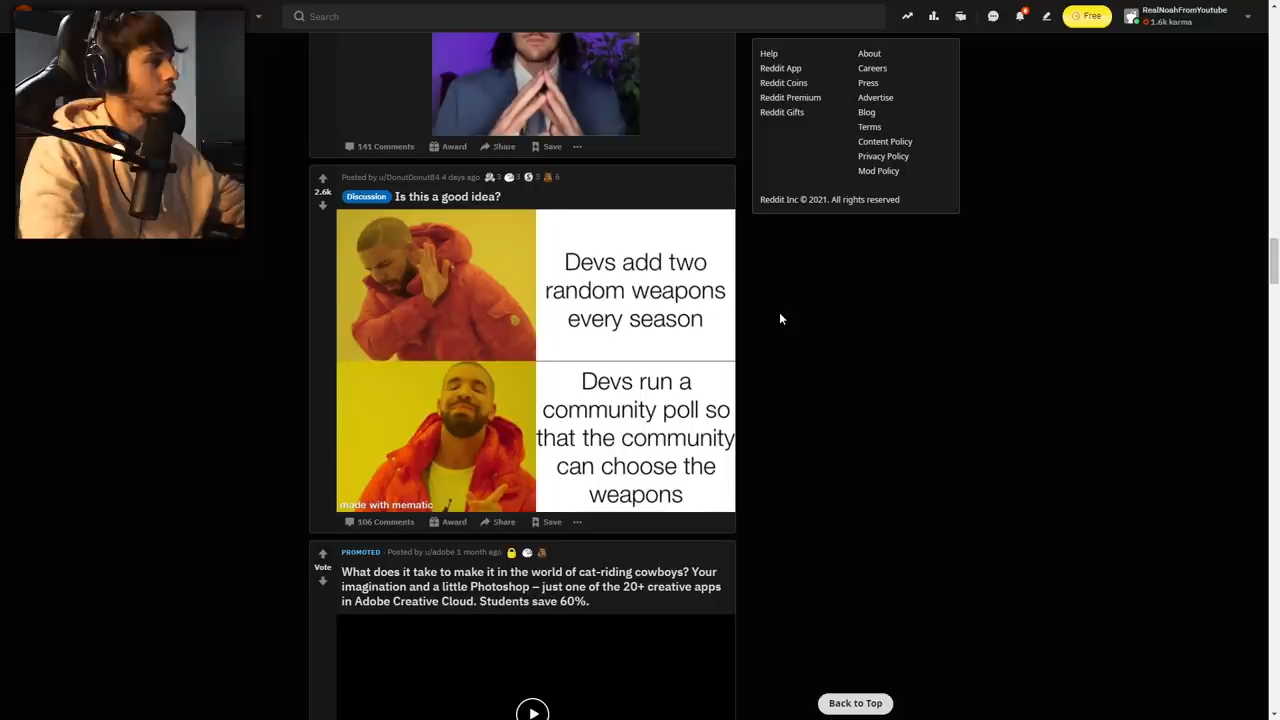 Search
6
Free
RealNoahFromYoutube
1.6k karma
Help
Reddit App
Reddit Coins
Reddit Premium
Reddit Gifts
About
Careers
Press
Advertise
Blog
Terms
Content Policy
Privacy Policy
Mod Policy
Reddit Inc © 2021. All rights reserved
141 Comments Award Share Save
Posted by u/DonutDonut84 4 days ago 3 3 3 6
2.6k
Discussion Is this a good idea?
Devs add two
random weapons
every season
Devs run a
community poll so
that the community
can choose the
weapons
made with mematic
106 Comments Award Share Save
PROMOTED · Posted by u/adobe 1 month ago
Vote
What does it take to make it in the world of cat-riding cowboys? Your
imagination and a little Photoshop – just one of the 20+ creative apps
in Adobe Creative Cloud. Students save 60%.
Back to Top